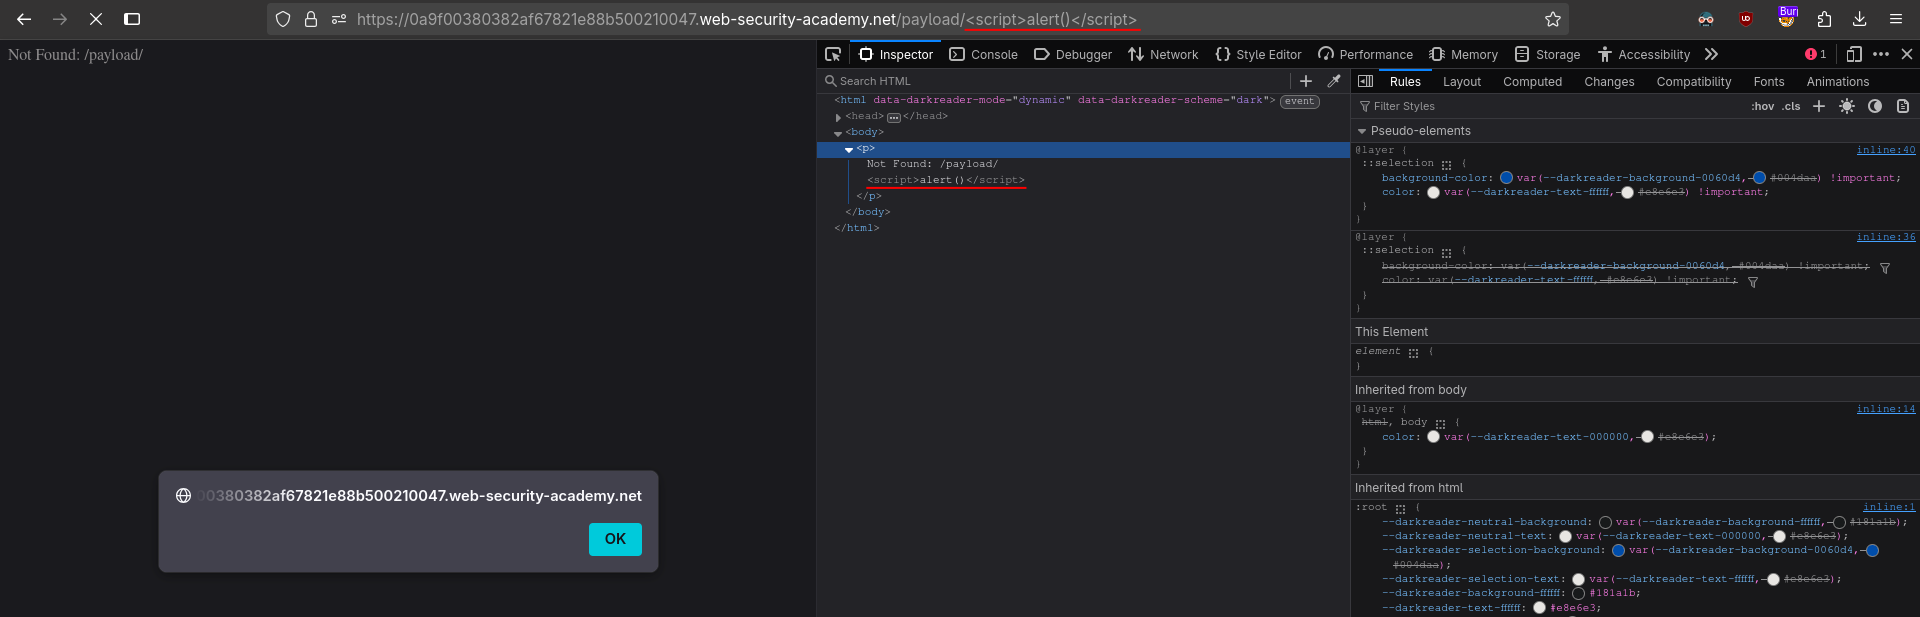 https://0a9f00380382af67821e88b500210047.web-security-academy.net/payload/<script>alert()</script>
UD
Bur
Not Found: /payload/
Inspector Console Debugger Network Style Editor Performance Memory Storage Accessibility 1
Search HTML
<html data-darkreader-mode="dynamic" data-darkreader-scheme="dark"> event
<head> </head>
<body>
<p>
Not Found: /payload/
<script>alert()</script>
</p>
</body>
</html>
Rules Layout Computed Changes Compatibility Fonts Animations
Filter Styles :hov .cls
Pseudo-elements
@layer { inline:40
::selection {
background-color: var(--darkreader-background-0060d4, #004daa) !important;
color: var(--darkreader-text-ffffff, #e8e6e3) !important;
}
}
@layer { inline:36
::selection {
background-color: var(--darkreader-background-0060d4, #004daa) !important;
color: var(--darkreader-text-ffffff, #e8e6e3) !important;
}
}
This Element
element {
}
Inherited from body
@layer { inline:14
html, body {
color: var(--darkreader-text-000000, #e8e6e3);
}
}
Inherited from html
:root { inline:1
--darkreader-neutral-background: var(--darkreader-background-ffffff, #181a1b);
--darkreader-neutral-text: var(--darkreader-text-000000, #e8e6e3);
--darkreader-selection-background: var(--darkreader-background-0060d4,
#004daa);
--darkreader-selection-text: var(--darkreader-text-ffffff, #e8e6e3);
--darkreader-background-ffffff: #181a1b;
--darkreader-text-ffffff: #e8e6e3;
00380382af67821e88b500210047.web-security-academy.net
OK